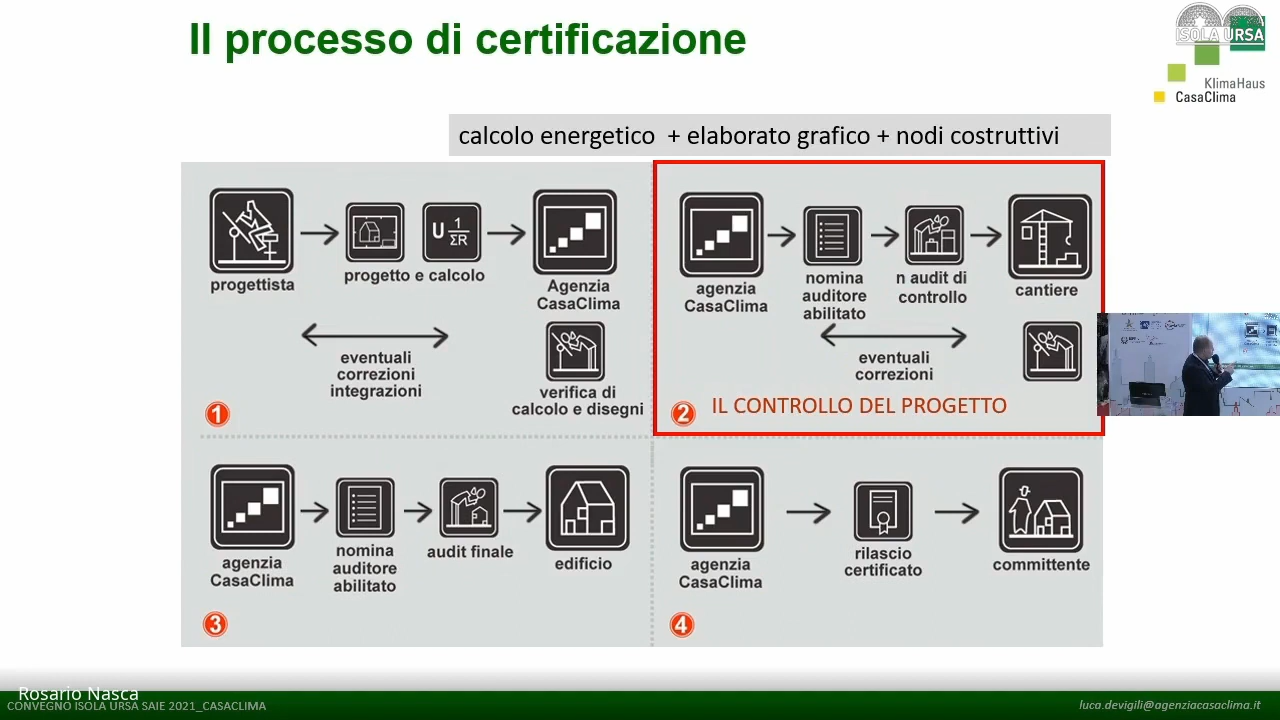 Il processo di certificazione
ISOLA URSA
KlimaHaus
CasaClima
calcolo energetico + elaborato grafico + nodi costruttivi
progettista
progetto e calcolo
U 1
ΣR
Agenzia
CasaClima
eventuali
correzioni
integrazioni
verifica di
calcolo e disegni
1
agenzia
CasaClima
nomina
auditore
abilitato
n audit di
controllo
cantiere
eventuali
correzioni
2 IL CONTROLLO DEL PROGETTO
agenzia
CasaClima
nomina
auditore
abilitato
audit finale
edificio
3
agenzia
CasaClima
rilascio
certificato
committente
4
Rosario Nasca
CONVEGNO ISOLA URSA SAIE 2021_CASACLIMA
luca.devigili@agenziacasaclima.it